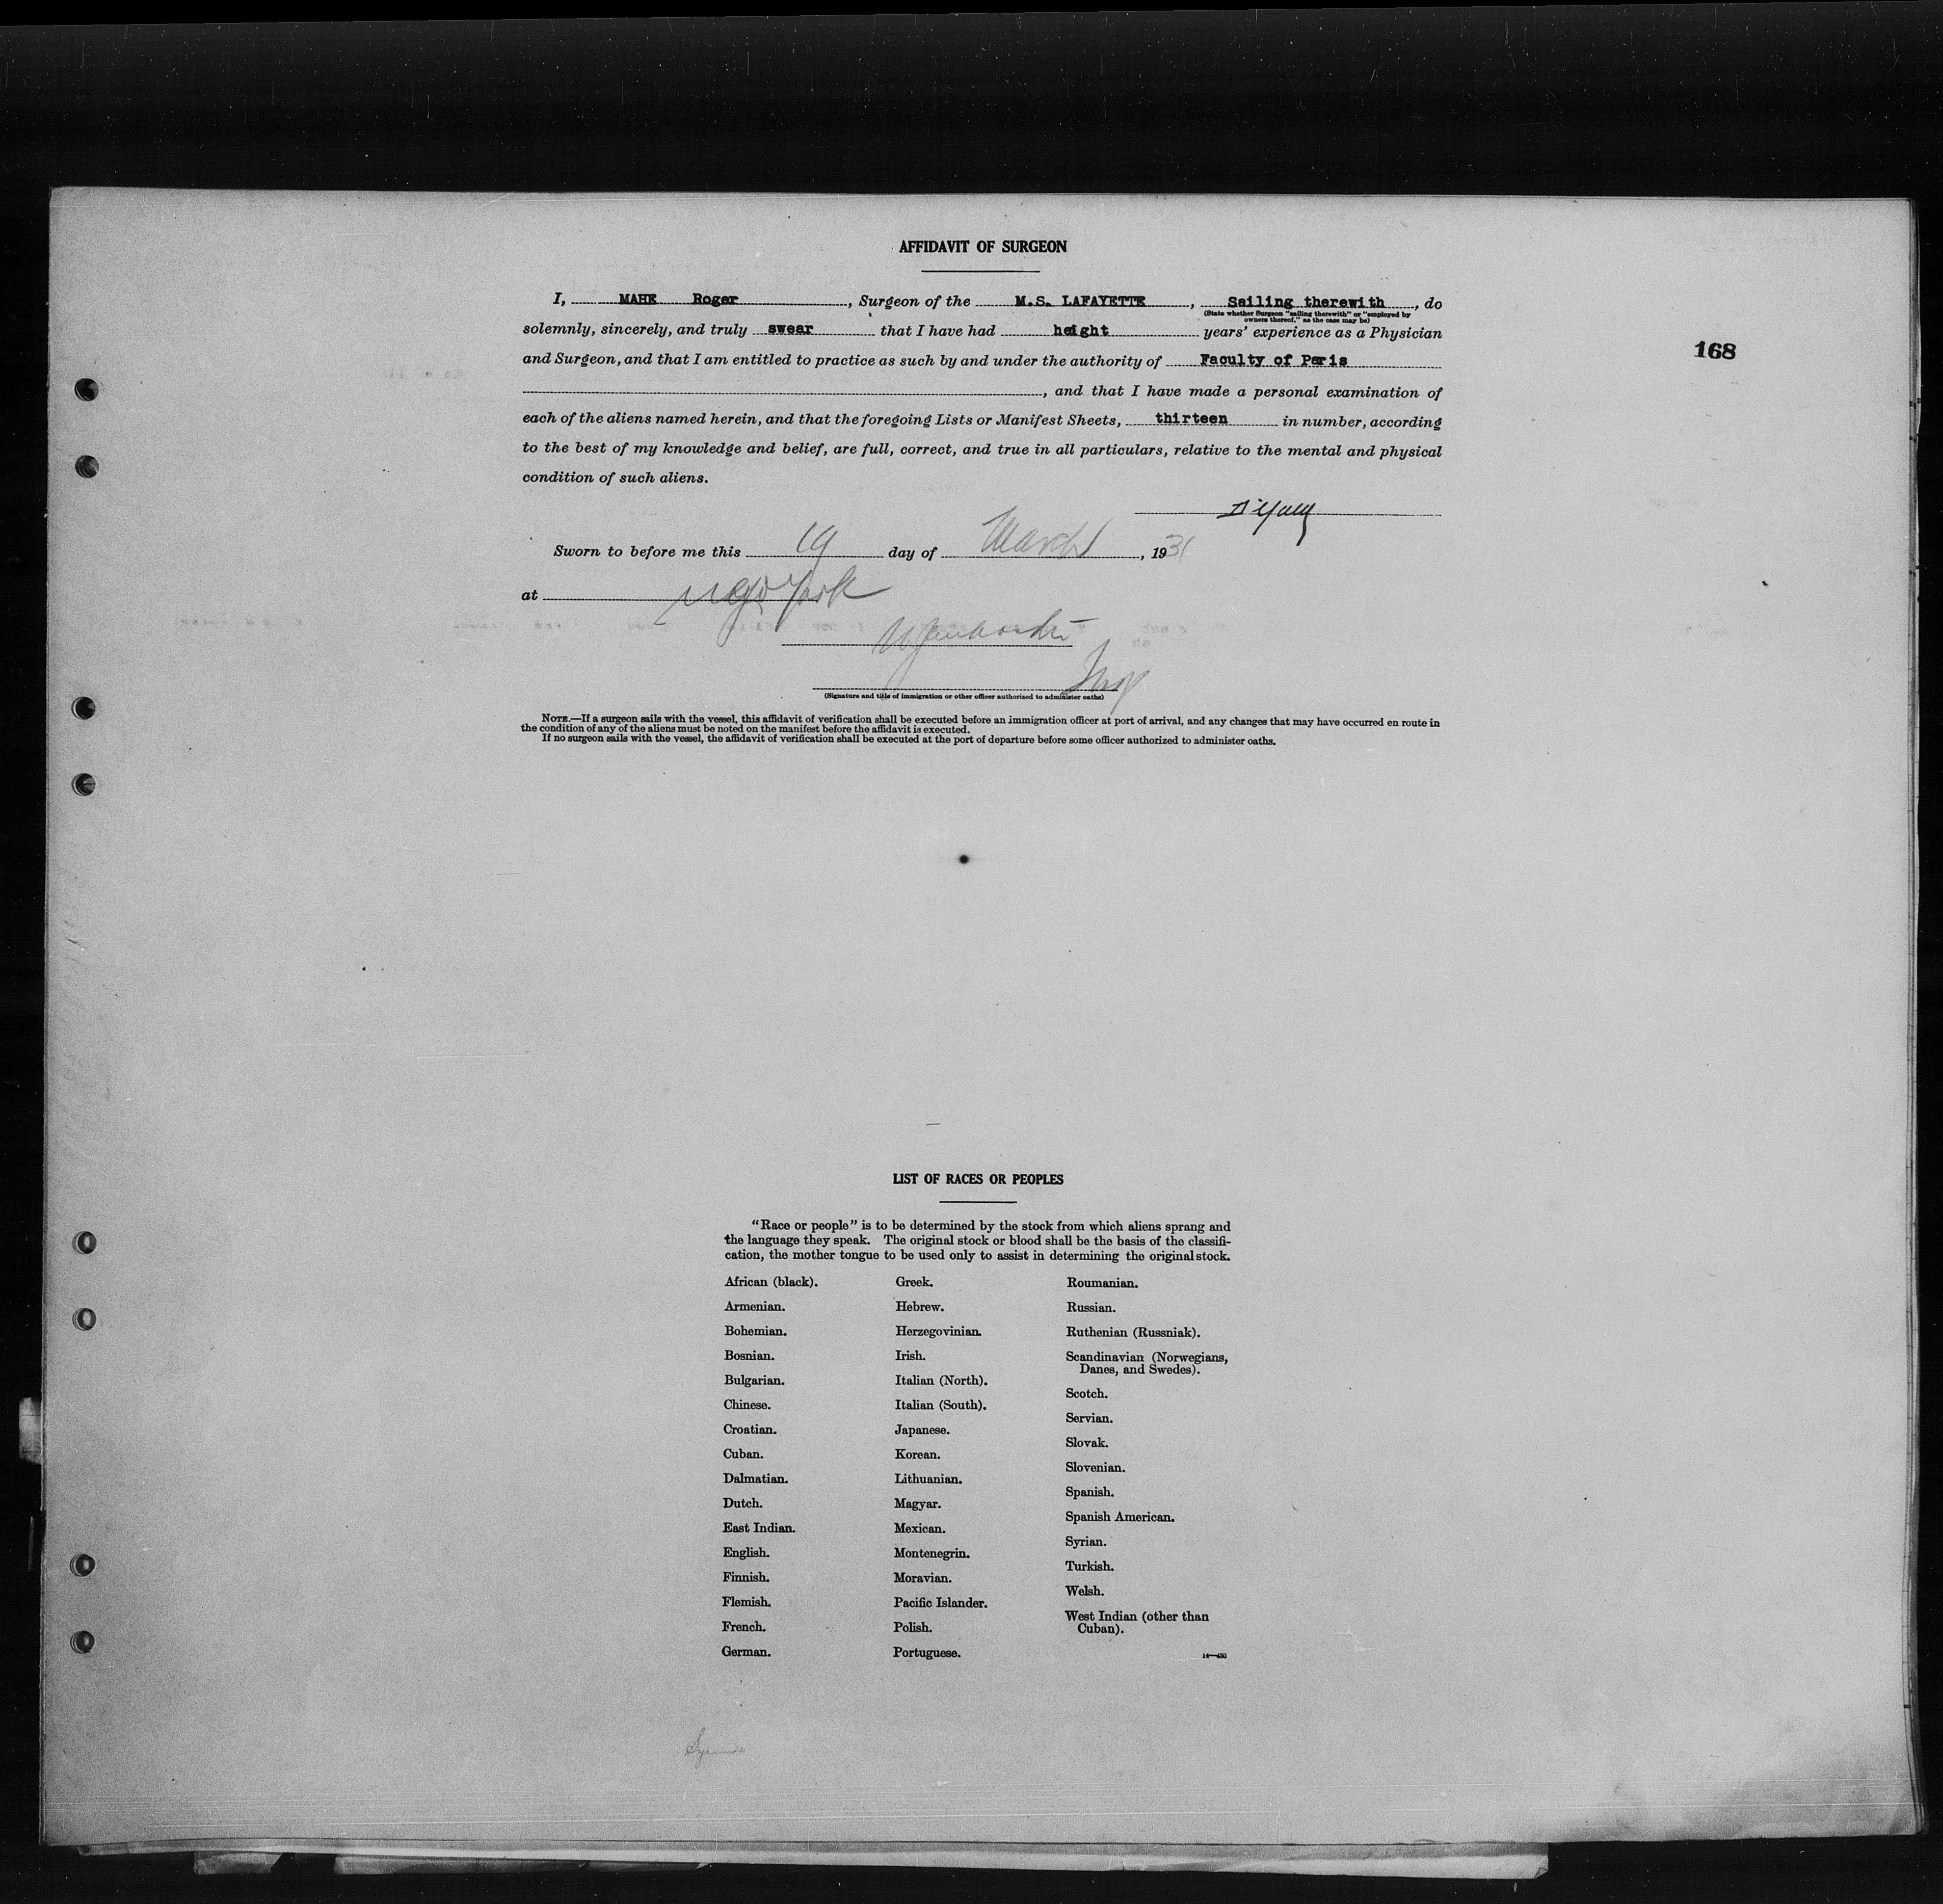 AFFIDAVIT OF SURGEON
I, MAHE Roger, Surgeon of the M.S. LAFAYETTE, Sailing therewith, do
(State whether Surgeon "sailing therewith" or "employed by
owners thereof," as the case may be)
solemnly, sincerely, and truly swear that I have had height years' experience as a Physician
168
and Surgeon, and that I am entitled to practice as such by and under the authority of Faculty of Paris
, and that I have made a personal examination of
each of the aliens named herein, and that the foregoing Lists or Manifest Sheets, thirteen in number, according
to the best of my knowledge and belief, are full, correct, and true in all particulars, relative to the mental and physical
condition of such aliens.
Sworn to before me this 19 day of March, 1931
at New York
Insp
(Signature and title of immigration or other officer authorized to administer oaths)
NOTE.—If a surgeon sails with the vessel, this affidavit of verification shall be executed before an immigration officer at port of arrival, and any changes that may have occurred en route in
the condition of any of the aliens must be noted on the manifest before the affidavit is executed.
If no surgeon sails with the vessel, the affidavit of verification shall be executed at the port of departure before some officer authorized to administer oaths.
LIST OF RACES OR PEOPLES
"Race or people" is to be determined by the stock from which aliens sprang and
the language they speak. The original stock or blood shall be the basis of the classifi-
cation, the mother tongue to be used only to assist in determining the original stock.
African (black).
Armenian.
Bohemian.
Bosnian.
Bulgarian.
Chinese.
Croatian.
Cuban.
Dalmatian.
Dutch.
East Indian.
English.
Finnish.
Flemish.
French.
German.
Greek.
Hebrew.
Herzegovinian.
Irish.
Italian (North).
Italian (South).
Japanese.
Korean.
Lithuanian.
Magyar.
Mexican.
Montenegrin.
Moravian.
Pacific Islander.
Polish.
Portuguese.
Roumanian.
Russian.
Ruthenian (Russniak).
Scandinavian (Norwegians,
Danes, and Swedes).
Scotch.
Servian.
Slovak.
Slovenian.
Spanish.
Spanish American.
Syrian.
Turkish.
Welsh.
West Indian (other than
Cuban).